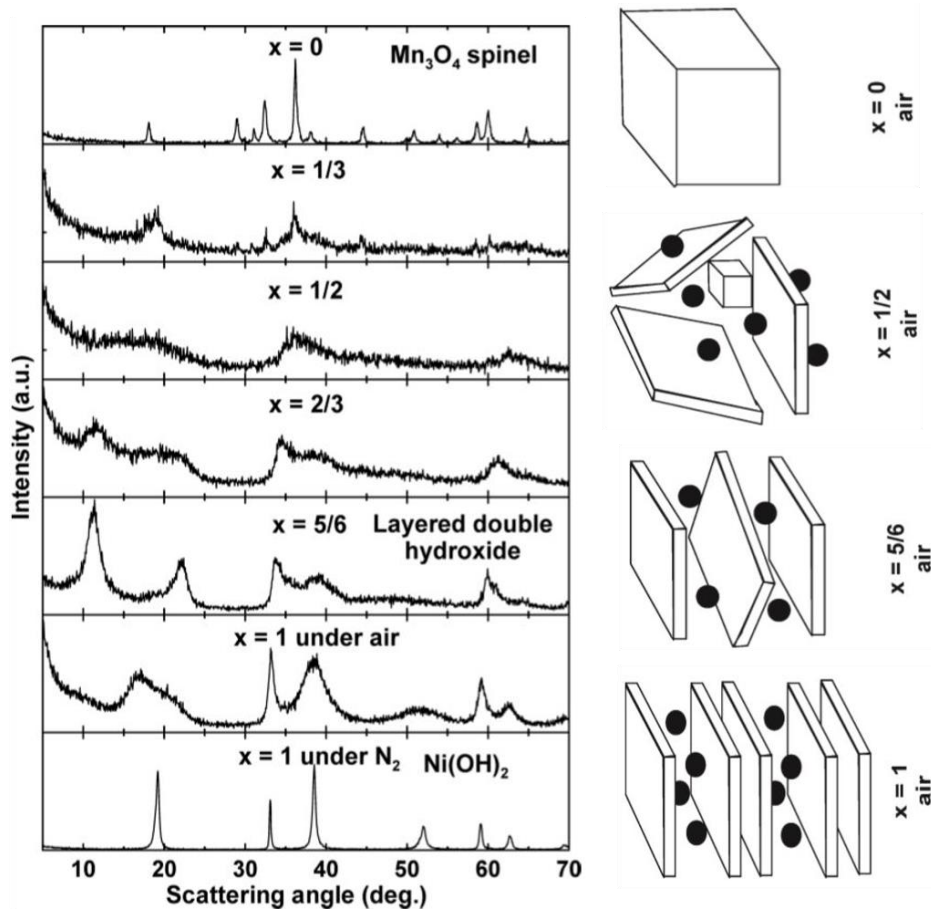 x = 0
Mn₃O₄ spinel
x = 1/3
x = 1/2
x = 2/3
x = 5/6
Layered double
hydroxide
x = 1 under air
x = 1 under N₂
Ni(OH)₂
Intensity (a.u.)
10 20 30 40 50 60 70
Scattering angle (deg.)
x = 0
air
x = 1/2
air
x = 5/6
air
x = 1
air